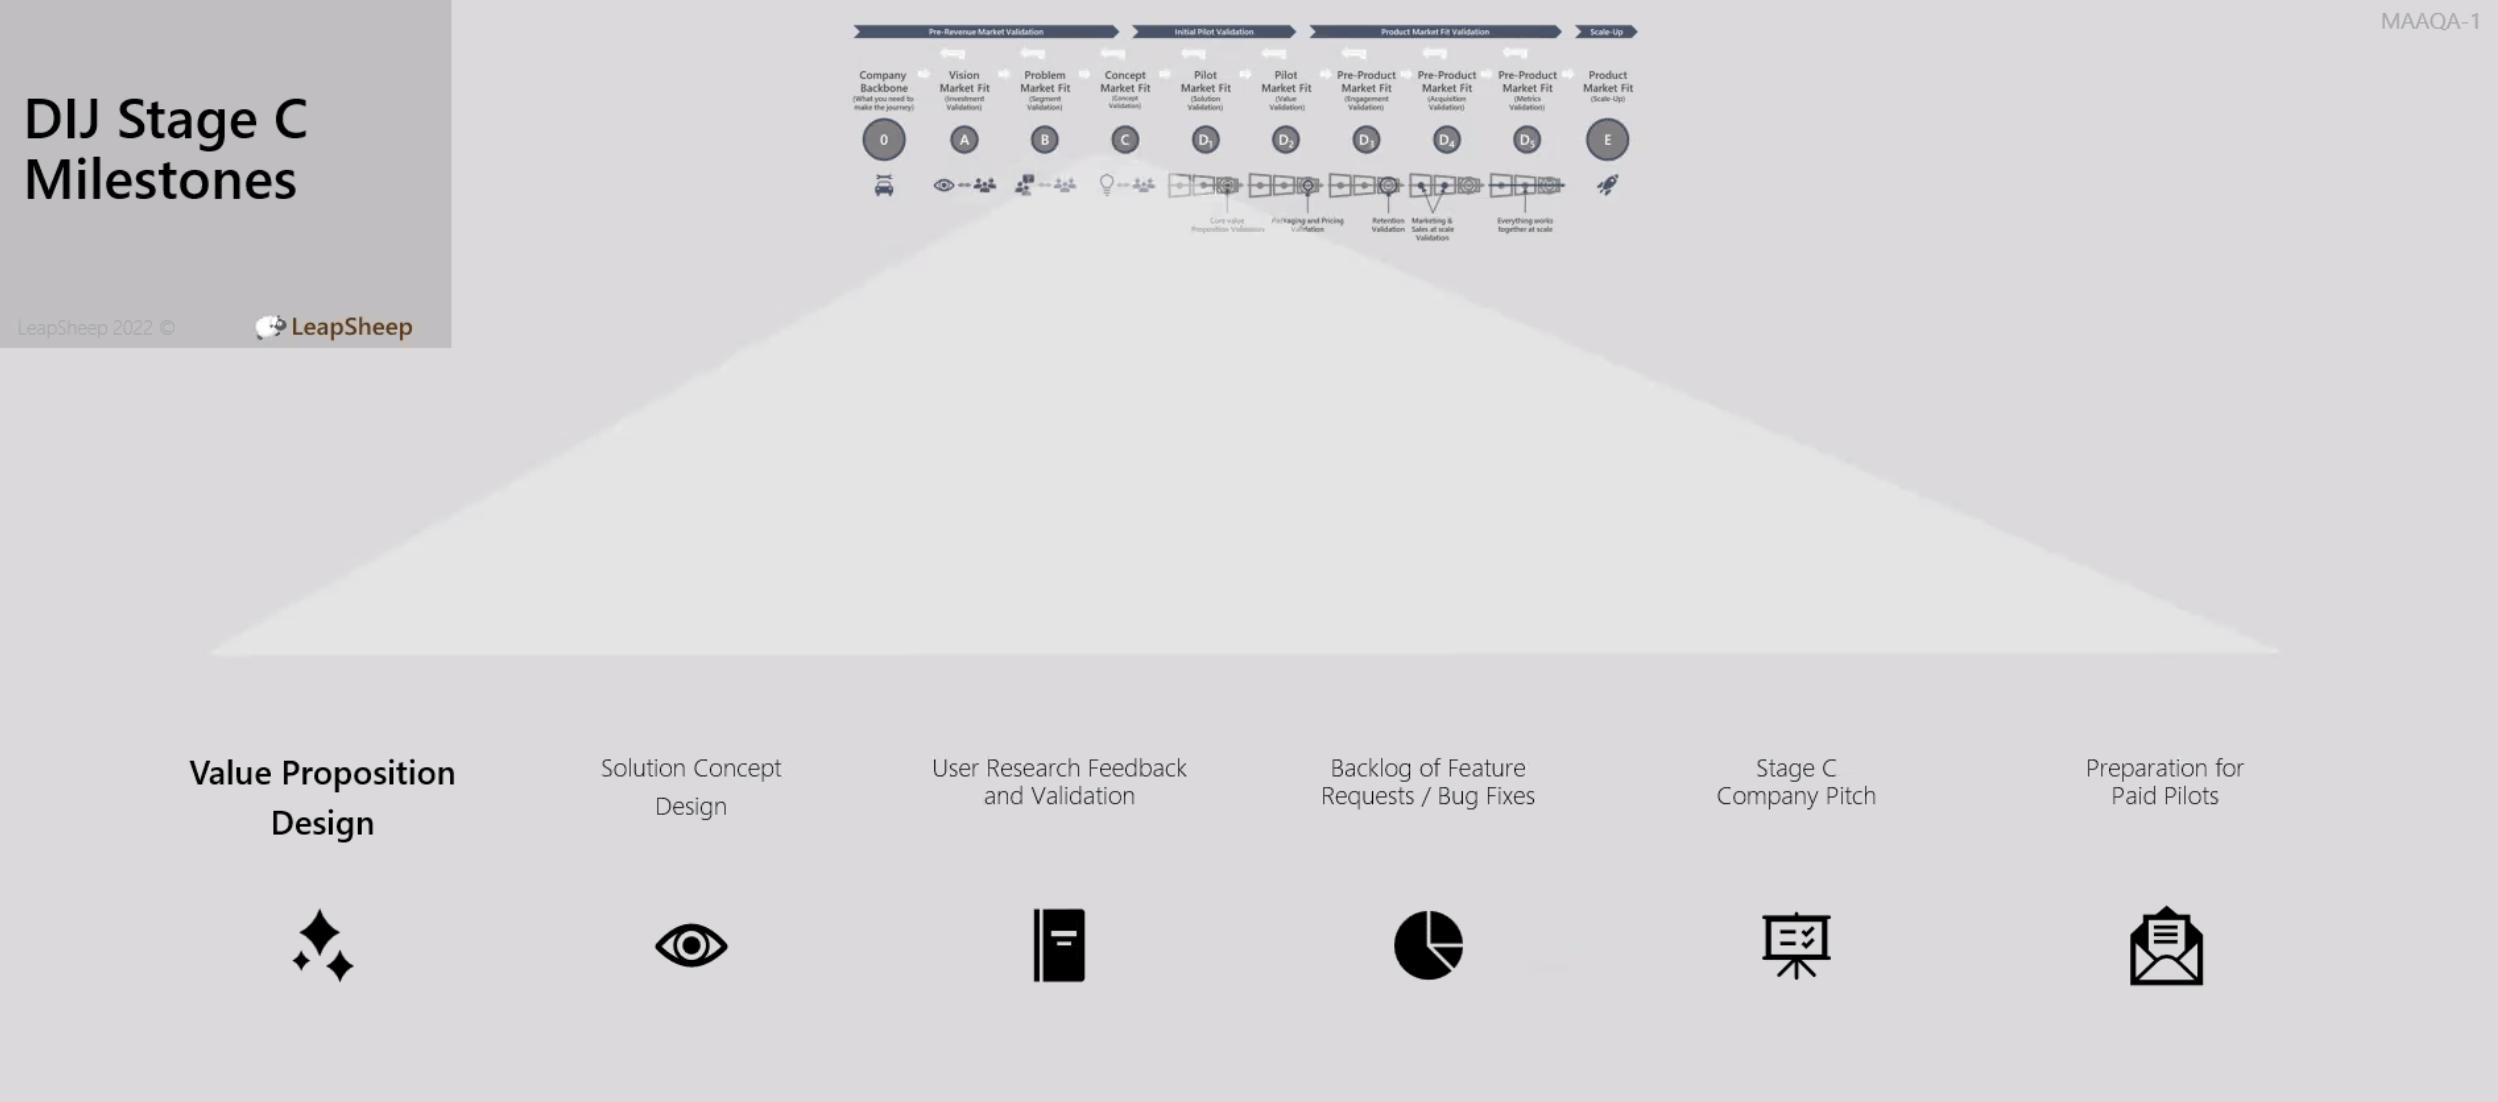 MAAQA-1
DIJ Stage C
Milestones
LeapSheep 2022 ©
LeapSheep
Pre-Revenue Market Validation
Initial Pilot Validation
Product Market Fit Validation
Scale-Up
Company
Backbone
(What you need to
make the journey)
Vision
Market Fit
(Investment
Validation)
Problem
Market Fit
(Segment
Validation)
Concept
Market Fit
(Concept
Validation)
Pilot
Market Fit
(Solution
Validation)
Pilot
Market Fit
(Value
Validation)
Pre-Product
Market Fit
(Engagement
Validation)
Pre-Product
Market Fit
(Acquisition
Validation)
Pre-Product
Market Fit
(Metrics
Validation)
Product
Market Fit
(Scale-Up)
0
A
B
C
D1
D2
D3
D4
D5
E
Core value
Proposition Validation
Packaging and Pricing
Validation
Retention
Validation
Marketing &
Sales at scale
Validation
Everything works
together at scale
Value Proposition
Design
Solution Concept
Design
User Research Feedback
and Validation
Backlog of Feature
Requests / Bug Fixes
Stage C
Company Pitch
Preparation for
Paid Pilots